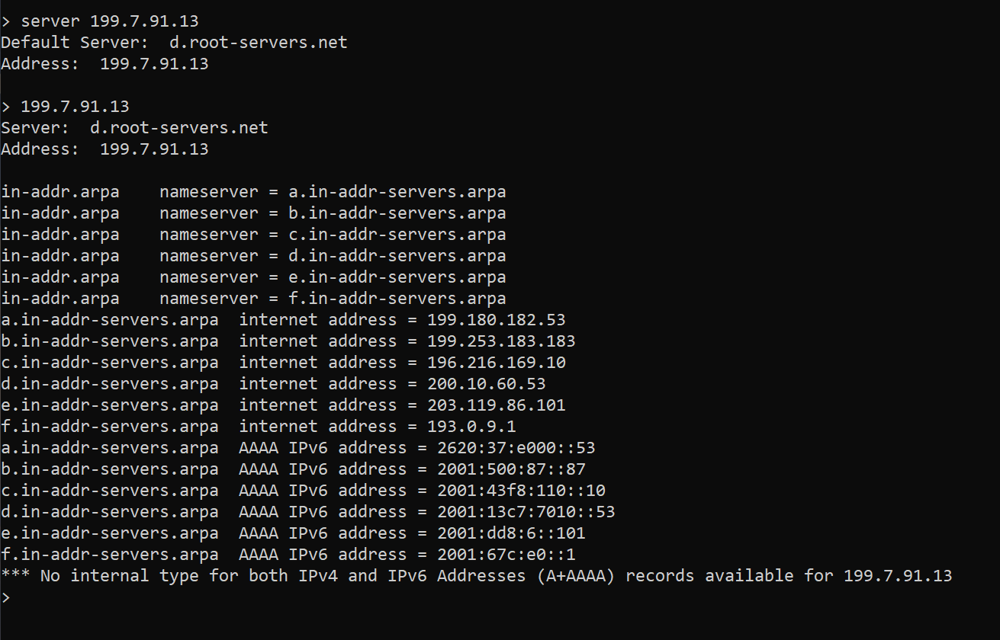 > server 199.7.91.13
Default Server:  d.root-servers.net
Address:  199.7.91.13

> 199.7.91.13
Server:  d.root-servers.net
Address:  199.7.91.13

in-addr.arpa    nameserver = a.in-addr-servers.arpa
in-addr.arpa    nameserver = b.in-addr-servers.arpa
in-addr.arpa    nameserver = c.in-addr-servers.arpa
in-addr.arpa    nameserver = d.in-addr-servers.arpa
in-addr.arpa    nameserver = e.in-addr-servers.arpa
in-addr.arpa    nameserver = f.in-addr-servers.arpa
a.in-addr-servers.arpa  internet address = 199.180.182.53
b.in-addr-servers.arpa  internet address = 199.253.183.183
c.in-addr-servers.arpa  internet address = 196.216.169.10
d.in-addr-servers.arpa  internet address = 200.10.60.53
e.in-addr-servers.arpa  internet address = 203.119.86.101
f.in-addr-servers.arpa  internet address = 193.0.9.1
a.in-addr-servers.arpa  AAAA IPv6 address = 2620:37:e000::53
b.in-addr-servers.arpa  AAAA IPv6 address = 2001:500:87::87
c.in-addr-servers.arpa  AAAA IPv6 address = 2001:43f8:110::10
d.in-addr-servers.arpa  AAAA IPv6 address = 2001:13c7:7010::53
e.in-addr-servers.arpa  AAAA IPv6 address = 2001:dd8:6::101
f.in-addr-servers.arpa  AAAA IPv6 address = 2001:67c:e0::1
*** No internal type for both IPv4 and IPv6 Addresses (A+AAAA) records available for 199.7.91.13
>